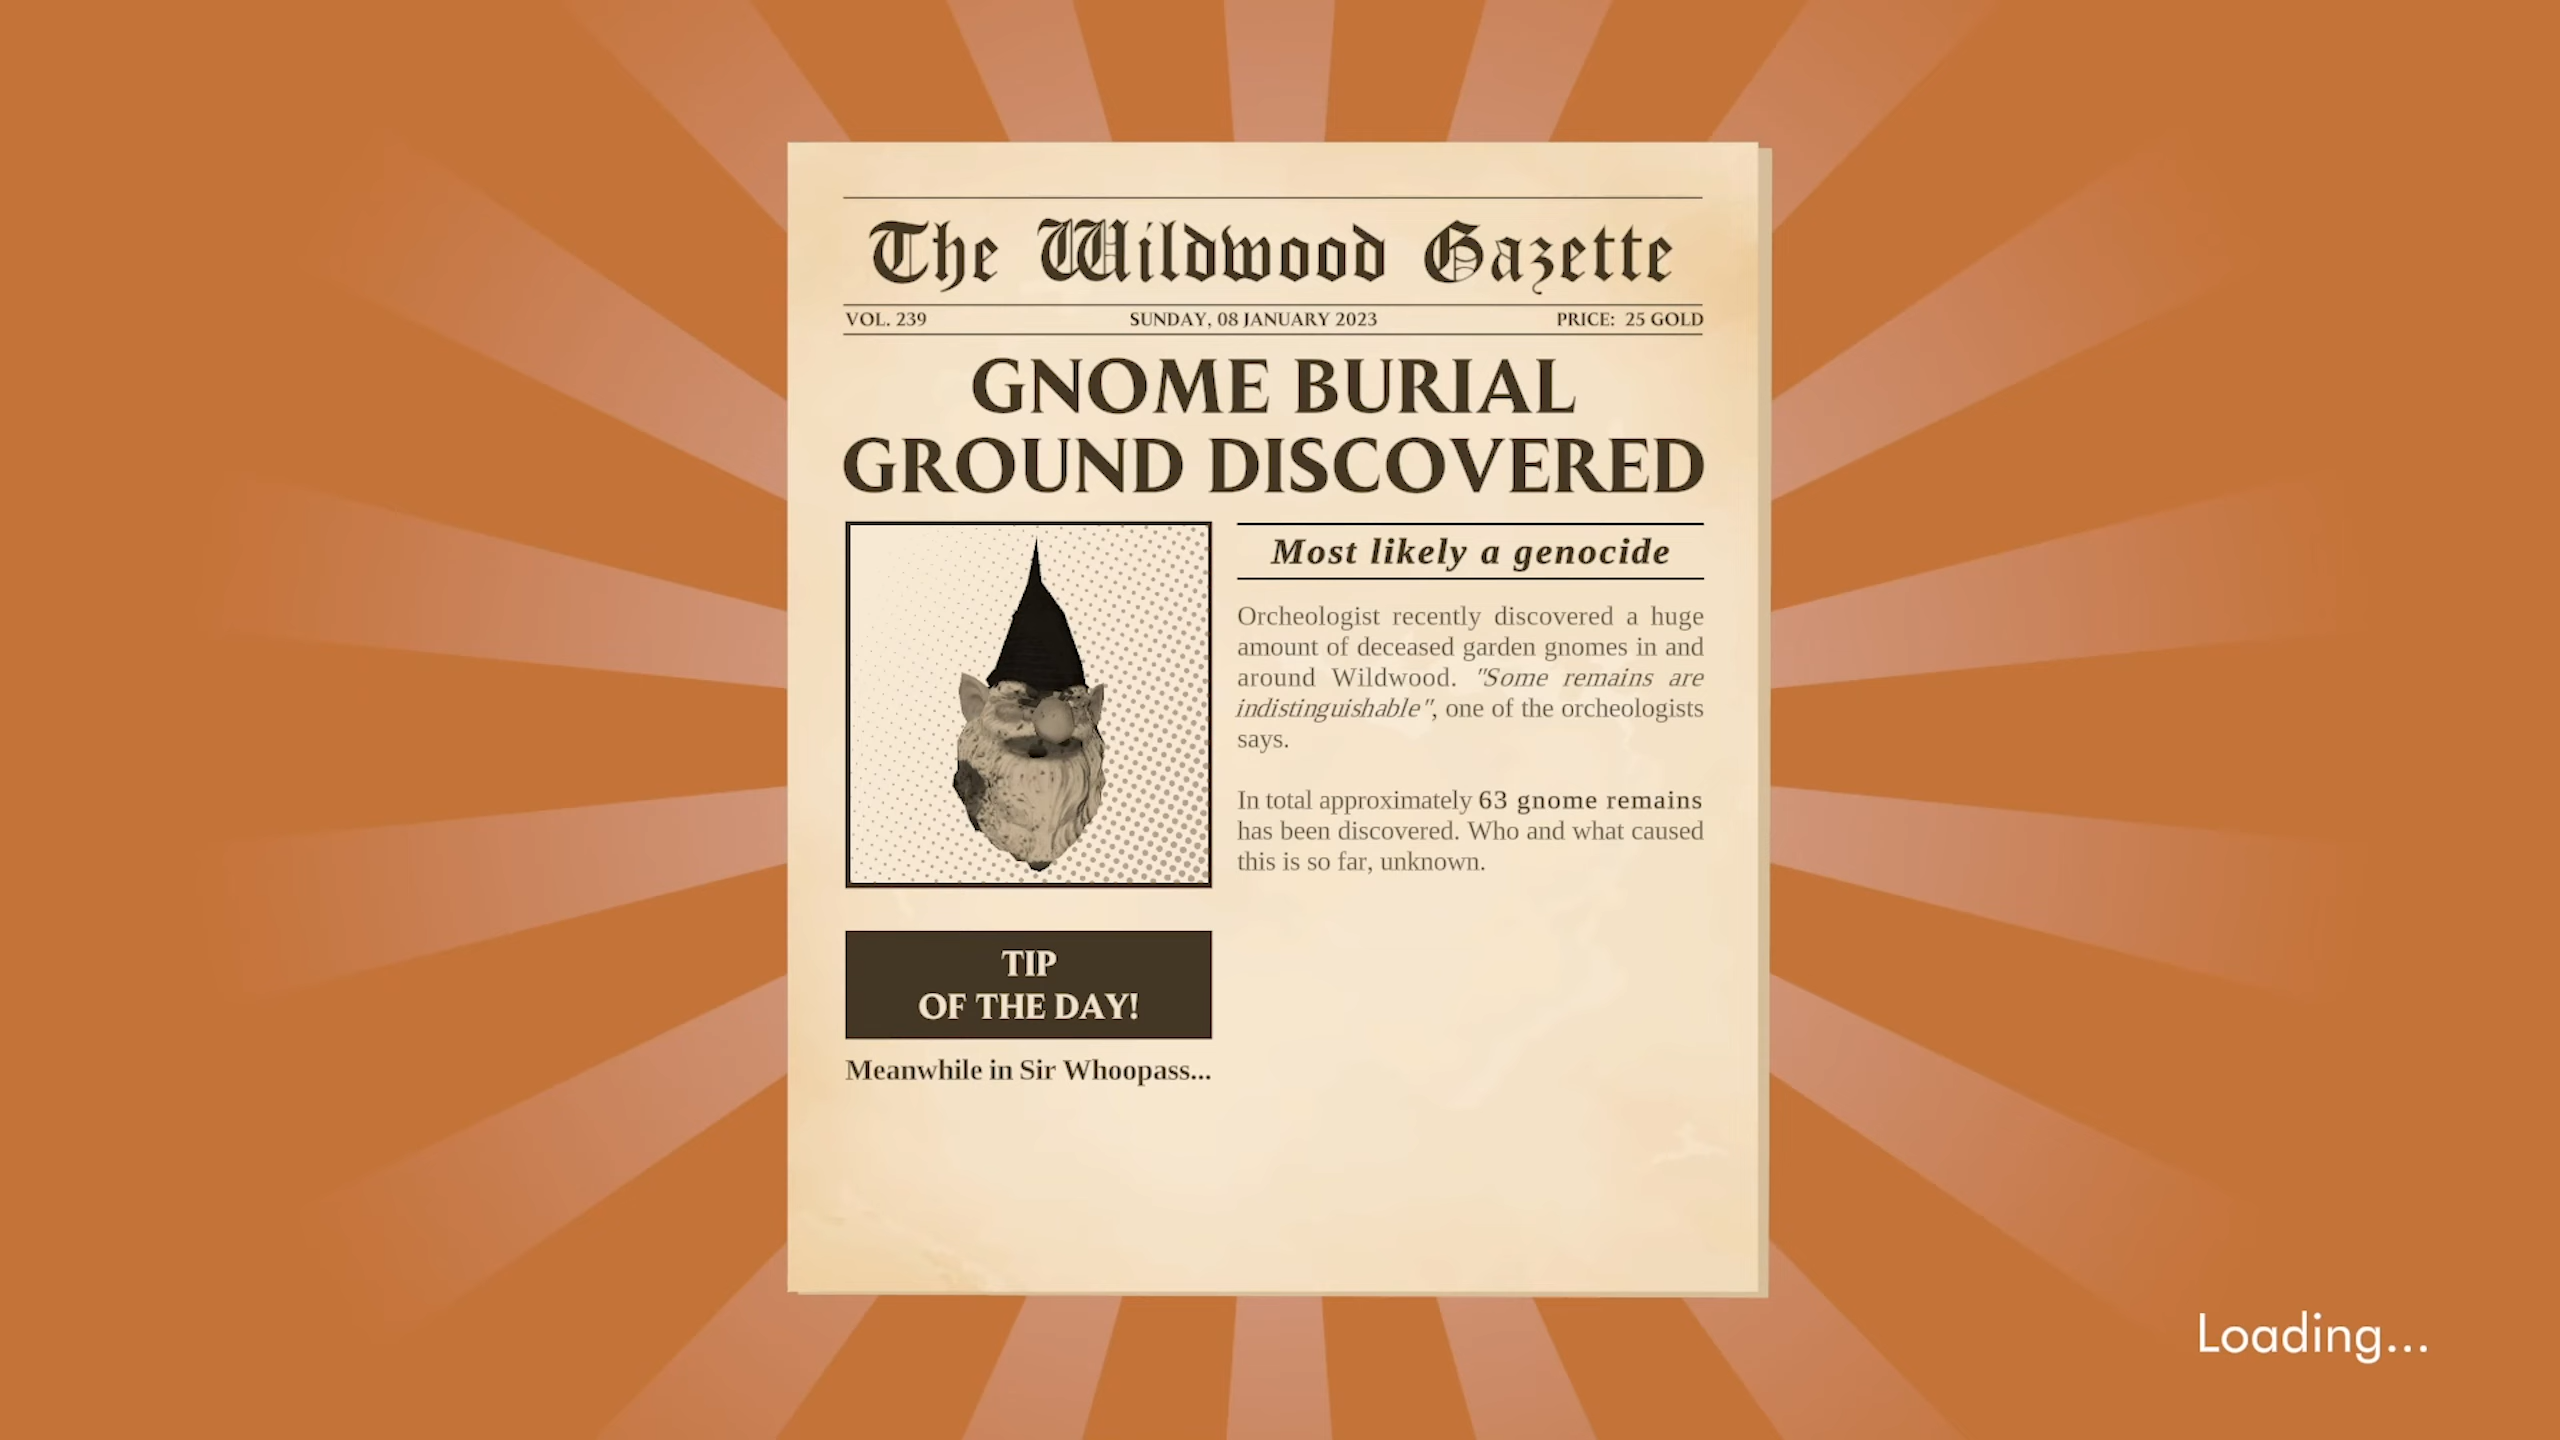 The Wildwood Gazette
VOL. 239 SUNDAY, 08 JANUARY 2023 PRICE: 25 GOLD
GNOME BURIAL
GROUND DISCOVERED
Most likely a genocide
Orcheologist recently discovered a huge
amount of deceased garden gnomes in and
around Wildwood. "Some remains are
indistinguishable", one of the orcheologists
says.
In total approximately 63 gnome remains
has been discovered. Who and what caused
this is so far, unknown.
TIP
OF THE DAY!
Meanwhile in Sir Whoopass...
Loading...